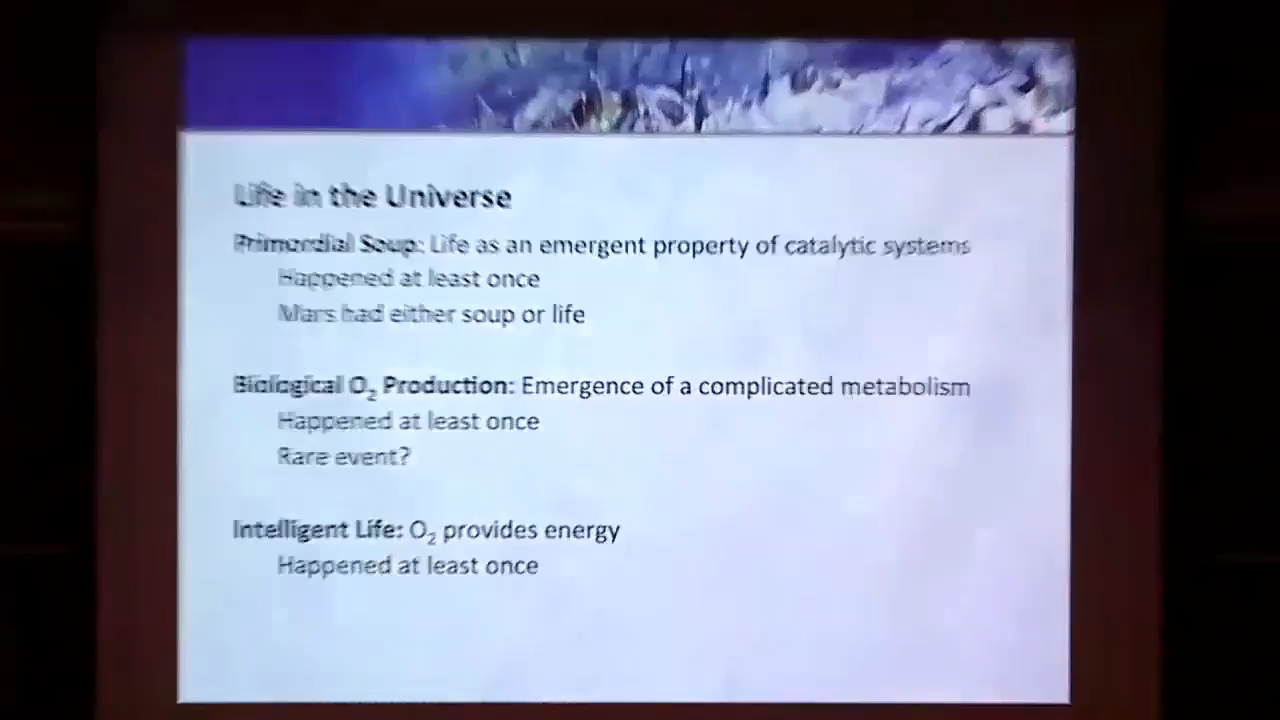 Life in the Universe
Primordial Soup: Life as an emergent property of catalytic systems
Happened at least once
Mars had either soup or life
Biological O₂ Production: Emergence of a complicated metabolism
Happened at least once
Rare event?
Intelligent Life: O₂ provides energy
Happened at least once